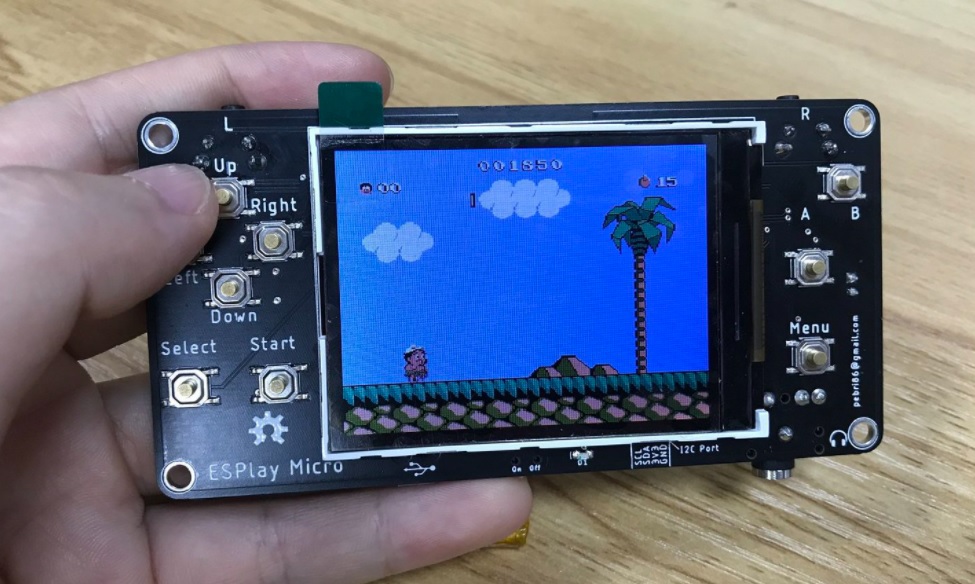 L
R
Up
Right
Left
Down
Select
Start
ESPlay Micro
001850
00
15
A
B
Menu
pebri86@gmail.com
On Off
U1
SCL
SDA
3V3
GND
I2C Port